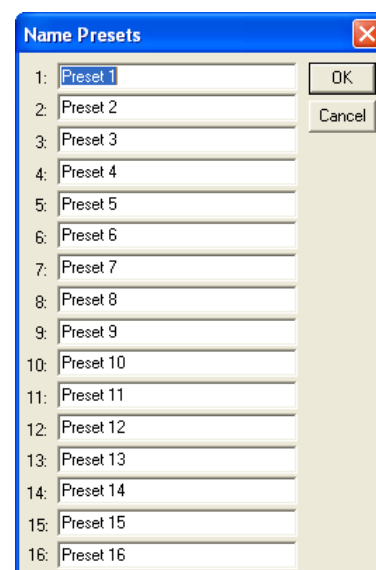 Name Presets
1: Preset 1 OK
2: Preset 2 Cancel
3: Preset 3
4: Preset 4
5: Preset 5
6: Preset 6
7: Preset 7
8: Preset 8
9: Preset 9
10: Preset 10
11: Preset 11
12: Preset 12
13: Preset 13
14: Preset 14
15: Preset 15
16: Preset 16